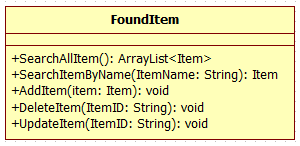 FoundItem
+SearchAllItem(): ArrayList<Item>
+SearchItemByName(ItemName: String): Item
+AddItem(item: Item): void
+DeleteItem(ItemID: String): void
+UpdateItem(ItemID: String): void